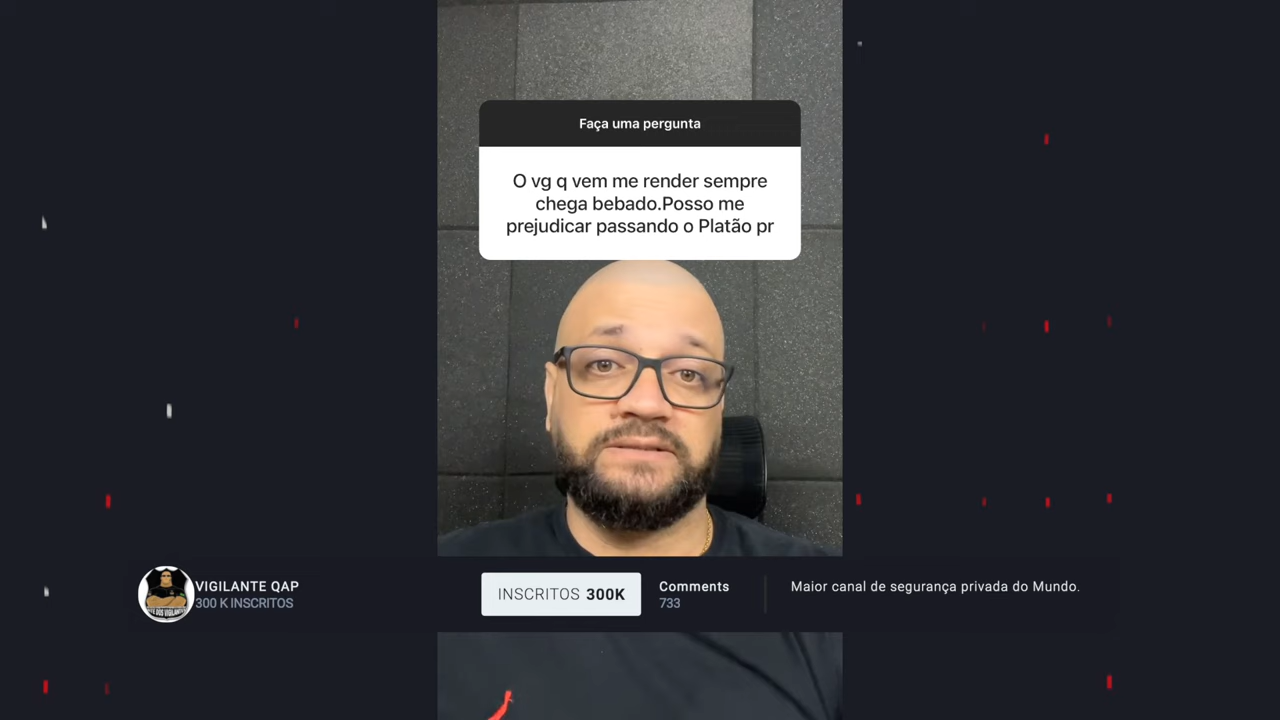 Faça uma pergunta
O vg q vem me render sempre
chega bebado.Posso me
prejudicar passando o Platão pr
VIGILANTE QAP
300 K INSCRITOS
INSCRITOS 300K
Comments
733
Maior canal de segurança privada do Mundo.